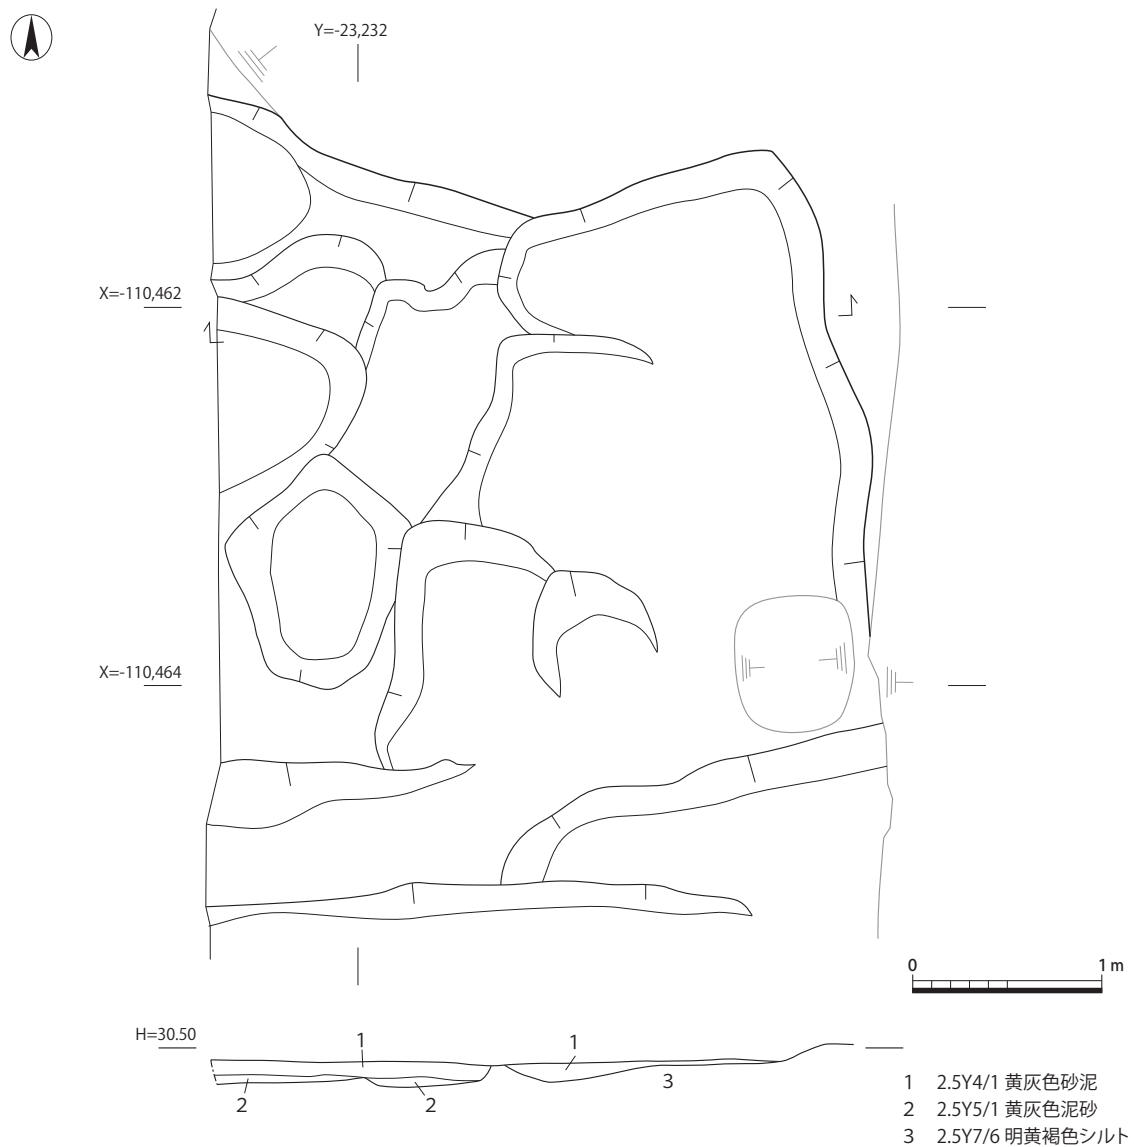 Y=-23,232
X=-110,462
X=-110,464
0 1 m
H=30.50
1
1
2
2
3
1 2.5Y4/1 黄灰色砂泥
2 2.5Y5/1 黄灰色泥砂
3 2.5Y7/6 明黄褐色シルト